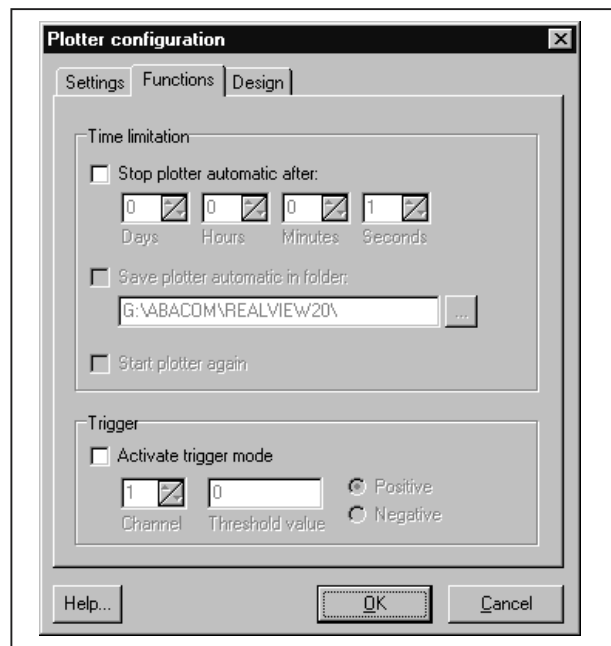 Plotter configuration
Settings Functions Design
Time limitation
Stop plotter automatic after:
0 0 0 1
Days Hours Minutes Seconds
Save plotter automatic in folder:
G:\ABACOM\REALVIEW20\ ...
Start plotter again
Trigger
Activate trigger mode
1 0 Positive
Channel Threshold value Negative
Help... OK Cancel